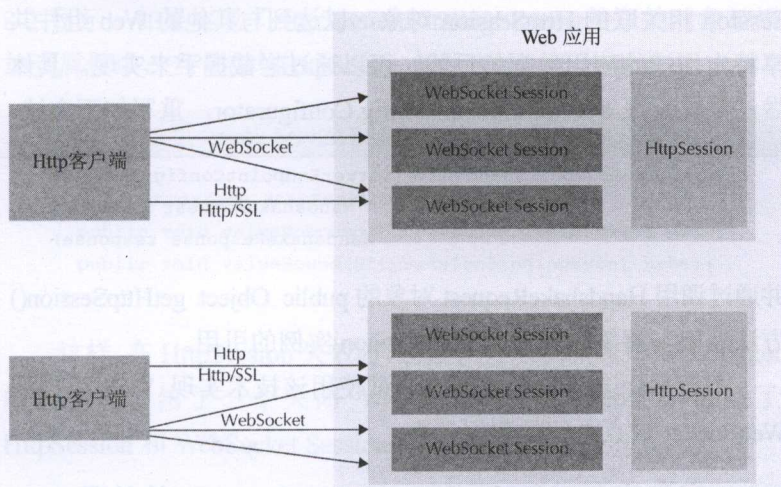 Web 应用
WebSocket Session
WebSocket Session
WebSocket Session
HttpSession
Http客户端
WebSocket
Http
Http/SSL
WebSocket Session
WebSocket Session
WebSocket Session
HttpSession
Http客户端
Http
Http/SSL
WebSocket